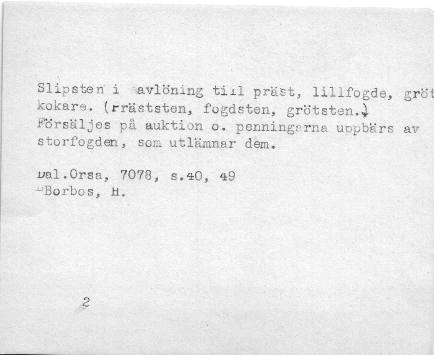 Slipsten i avlöning till präst, lillfogde, gröt
kokare. (Präststen, fogdsten, grötsten.)
Försäljes på auktion o. penningarna uppbärs av
storfogden, som utlämnar dem.
Dal.Orsa, 7078, s.40, 49
Borbos, H.
2